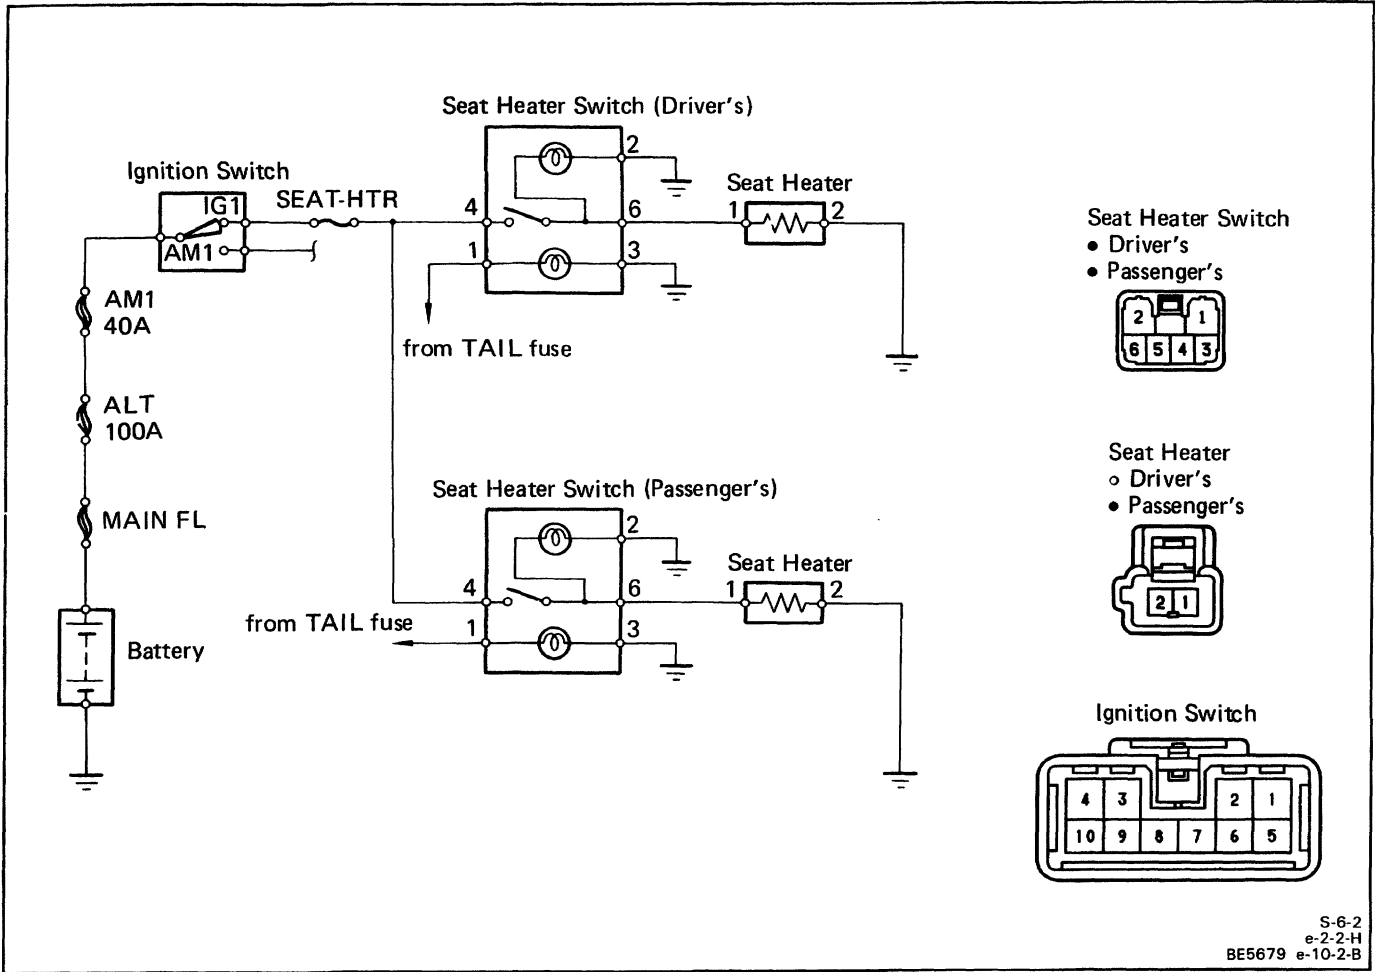 Seat Heater Switch (Driver's)
2
Ignition Switch
IG1
SEAT-HTR
4
6
Seat Heater
1
2
AM1
1
3
from TAIL fuse
AM1
40A
ALT
100A
MAIN FL
Battery
Seat Heater Switch (Passenger's)
2
4
6
Seat Heater
1
2
from TAIL fuse
1
3
Seat Heater Switch
● Driver's
● Passenger's
2 1
6 5 4 3
Seat Heater
○ Driver's
● Passenger's
2 1
Ignition Switch
4 3 2 1
10 9 8 7 6 5
S-6-2
e-2-2-H
BE5679 e-10-2-B